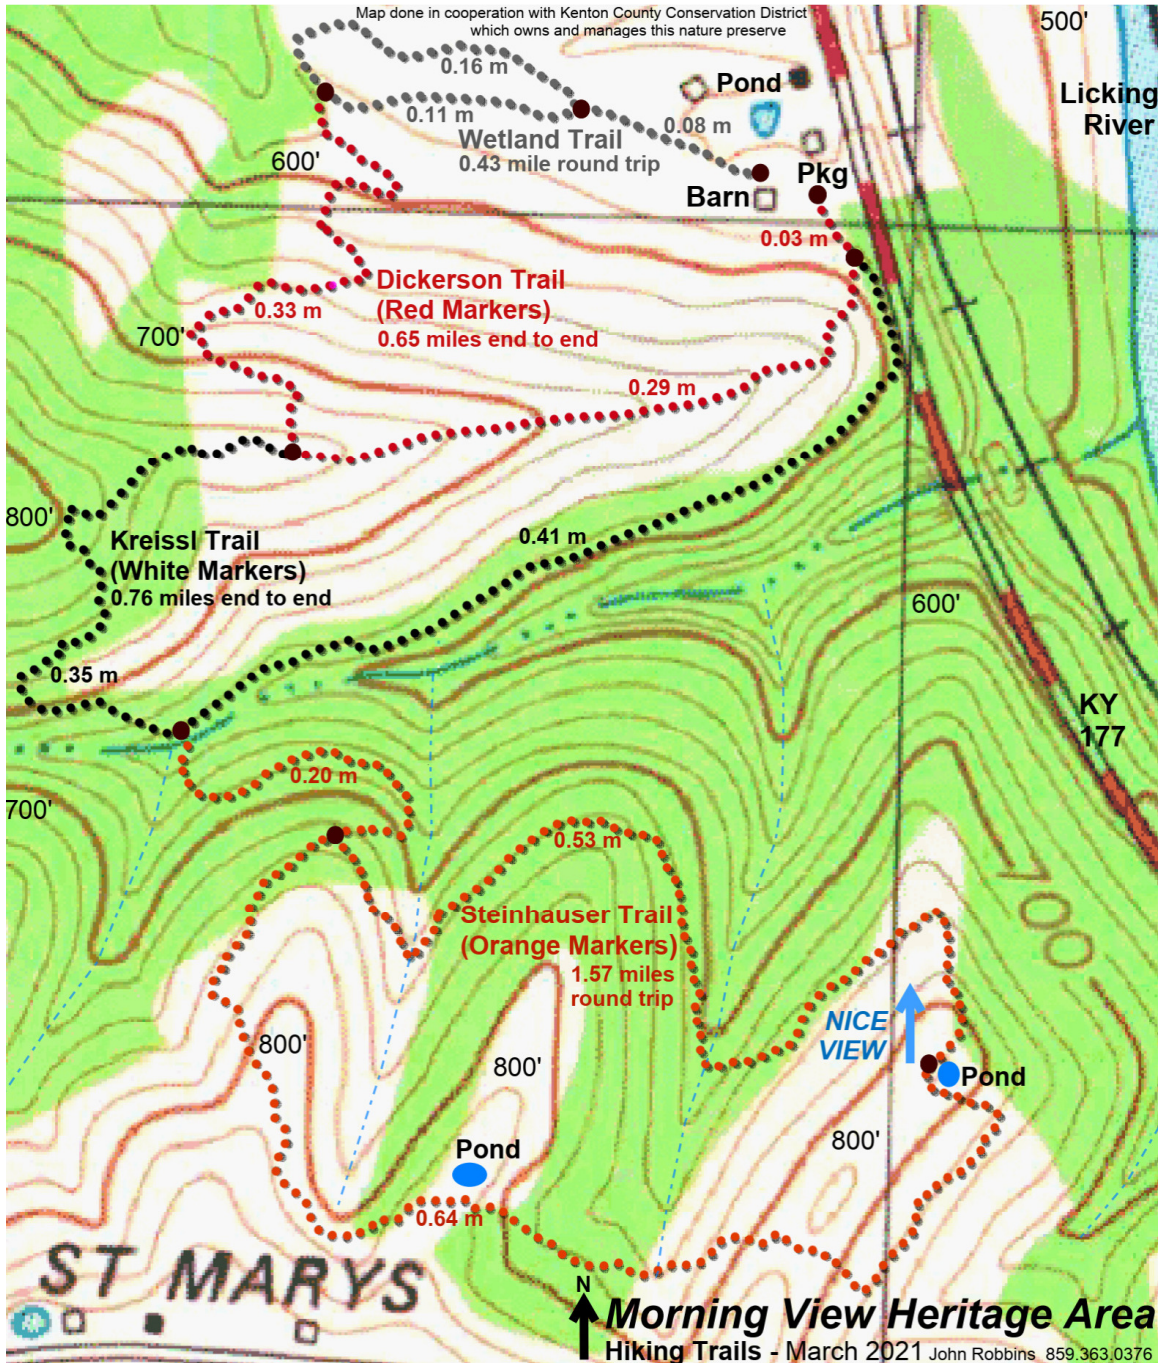 Map done in cooperation with Kenton County Conservation District
which owns and manages this nature preserve
500'
Licking
River
0.16 m
Pond
0.11 m
0.08 m
Wetland Trail
0.43 mile round trip
600'
Pkg
Barn
0.03 m
Dickerson Trail
(Red Markers)
0.65 miles end to end
0.33 m
700'
0.29 m
800'
0.41 m
Kreissl Trail
(White Markers)
0.76 miles end to end
600'
0.35 m
KY
177
0.20 m
700'
0.53 m
700
Steinhauser Trail
(Orange Markers)
1.57 miles
round trip
NICE
VIEW
800'
800'
Pond
800'
Pond
0.64 m
ST MARYS
N
Morning View Heritage Area
Hiking Trails - March 2021 John Robbins 859.363.0376